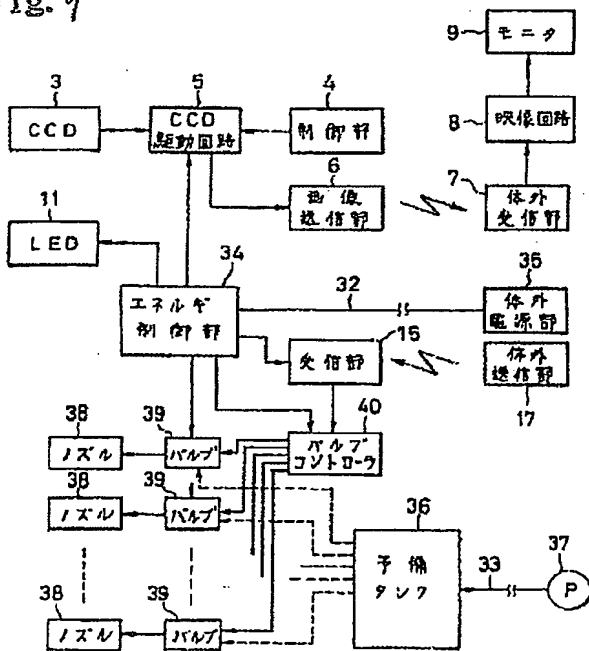 Fig. 9
9
モニタ
3
5
4
CCD
CCD
駆動回路
制御部
8
映像回路
6
画像
送信部
7
体外
受信部
11
LED
34
エネルギ
制御部
32
35
体外
電源部
15
受信部
体外
送信部
17
38
39
40
ノズル
バルブ
バルブ
コントローラ
38
39
36
ノズル
バルブ
予備
タンク
33
37
P
38
39
ノズル
バルブ